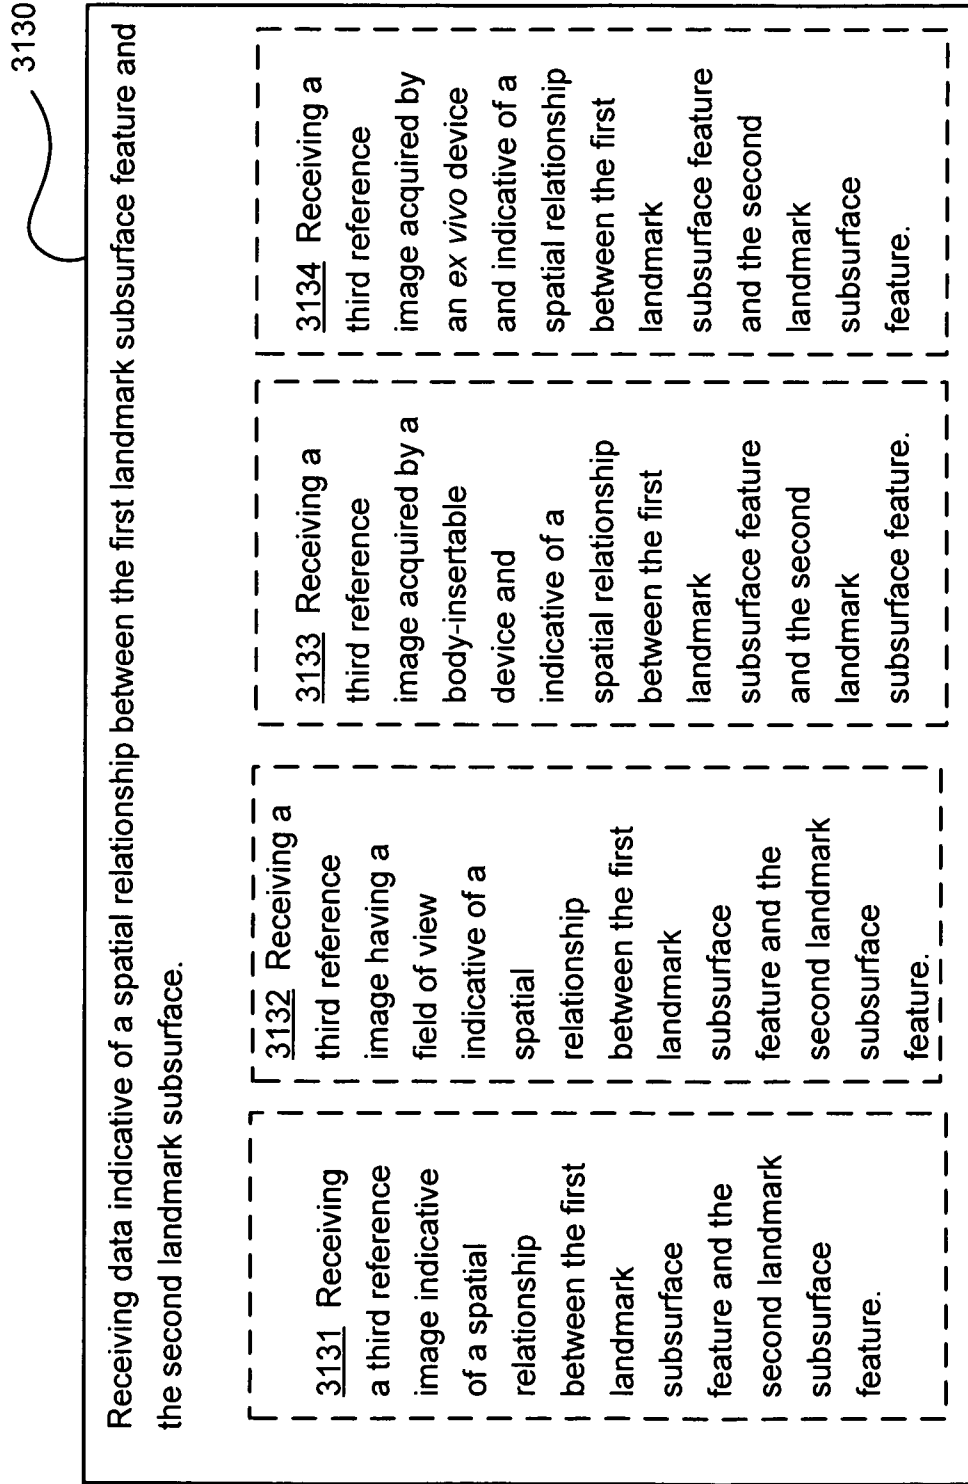 3130
Receiving data indicative of a spatial relationship between the first landmark subsurface feature and
the second landmark subsurface.
3131 Receiving
a third reference
image indicative
of a spatial
relationship
between the first
landmark
subsurface
feature and the
second landmark
subsurface
feature.
3132 Receiving a
third reference
image having a
field of view
indicative of a
spatial
relationship
between the first
landmark
subsurface
feature and the
second landmark
subsurface
feature.
3133 Receiving a
third reference
image acquired by a
body-insertable
device and
indicative of a
spatial relationship
between the first
landmark
subsurface feature
and the second
landmark
subsurface feature.
3134 Receiving a
third reference
image acquired by
an ex vivo device
and indicative of a
spatial relationship
between the first
landmark
subsurface feature
and the second
landmark
subsurface
feature.